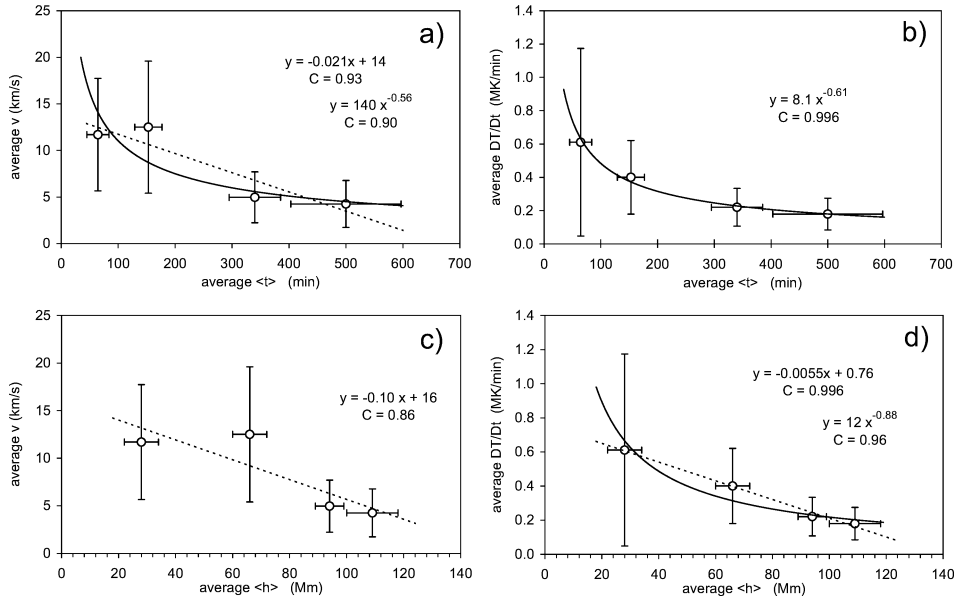 a)
y = -0.021x + 14
C = 0.93
y = 140 x^-0.56
C = 0.90
average v (km/s)
25
20
15
10
5
0
0 100 200 300 400 500 600 700
average <t> (min)
b)
y = 8.1 x^-0.61
C = 0.996
average DT/Dt (MK/min)
1.4
1.2
1.0
0.8
0.6
0.4
0.2
0.0
0 100 200 300 400 500 600 700
average <t> (min)
c)
y = -0.10 x + 16
C = 0.86
average v (km/s)
25
20
15
10
5
0
0 20 40 60 80 100 120 140
average <h> (Mm)
d)
y = -0.0055x + 0.76
C = 0.996
y = 12 x^-0.88
C = 0.96
average DT/Dt (MK/min)
1.4
1.2
1.0
0.8
0.6
0.4
0.2
0.0
0 20 40 60 80 100 120 140
average <h> (Mm)